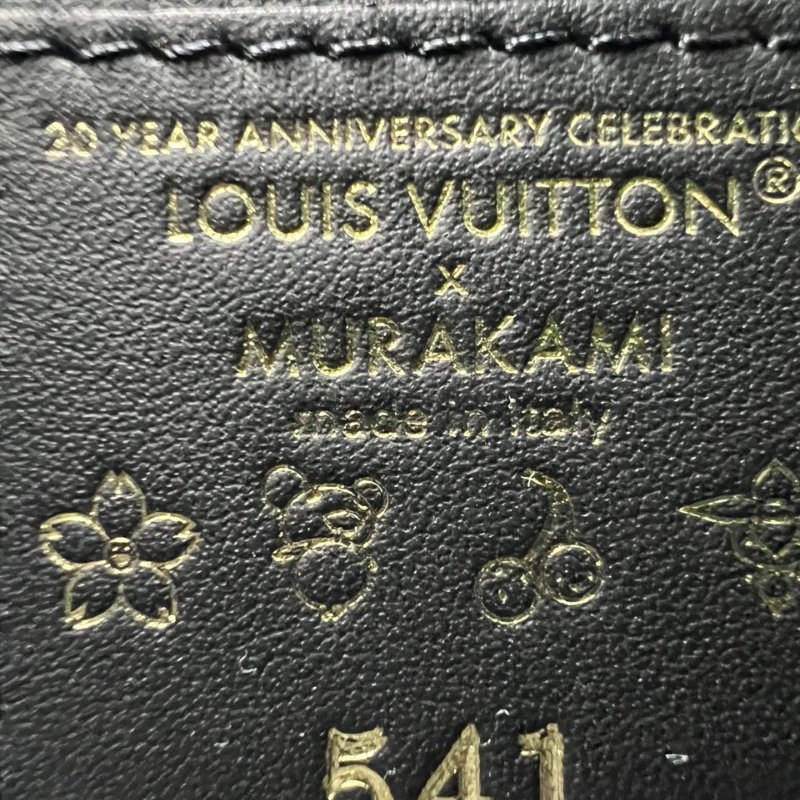 20 YEAR ANNIVERSARY CELEBRATIO
LOUIS VUITTON®
x
MURAKAMI
made in italy
541